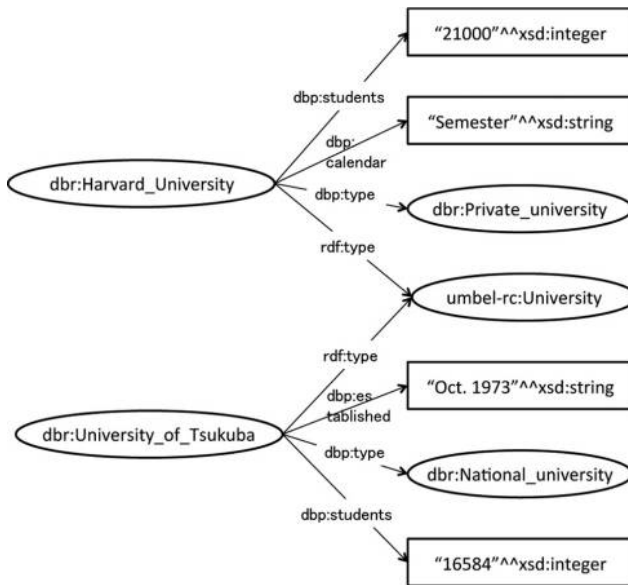 "21000"^^xsd:integer
dbp:students
"Semester"^^xsd:string
dbp:
calendar
dbr:Harvard_University
dbp:type
dbr:Private_university
rdf:type
umbel-rc:University
rdf:type
dbp:es
tablished
"Oct. 1973"^^xsd:string
dbr:University_of_Tsukuba
dbp:type
dbr:National_university
dbp:students
"16584"^^xsd:integer